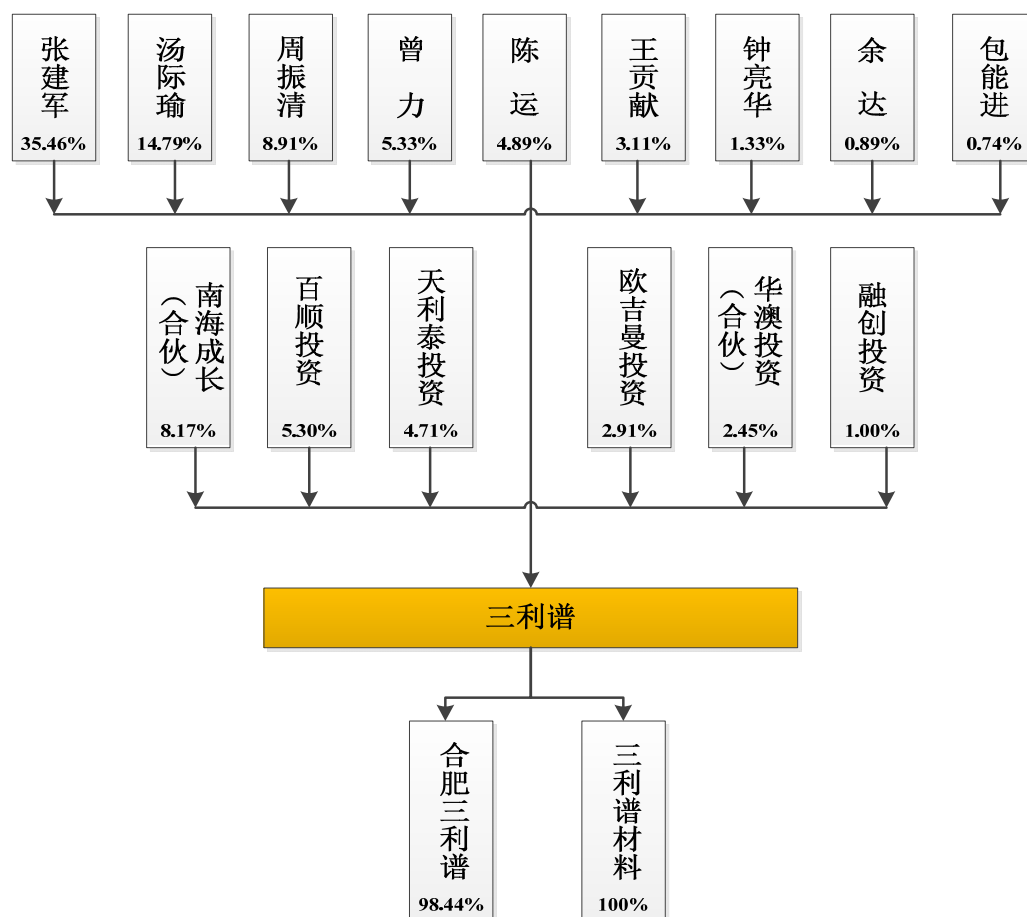 张建军
35.46%
汤际瑜
14.79%
周振清
8.91%
曾力
5.33%
陈运
4.89%
王贡献
3.11%
钟亮华
1.33%
余达
0.89%
包能进
0.74%
南海成长
（合伙）
8.17%
百顺投资
5.30%
天利泰投资
4.71%
欧吉曼投资
2.91%
华澳投资
（合伙）
2.45%
融创投资
1.00%
三利谱
合肥三利谱
98.44%
三利谱材料
100%